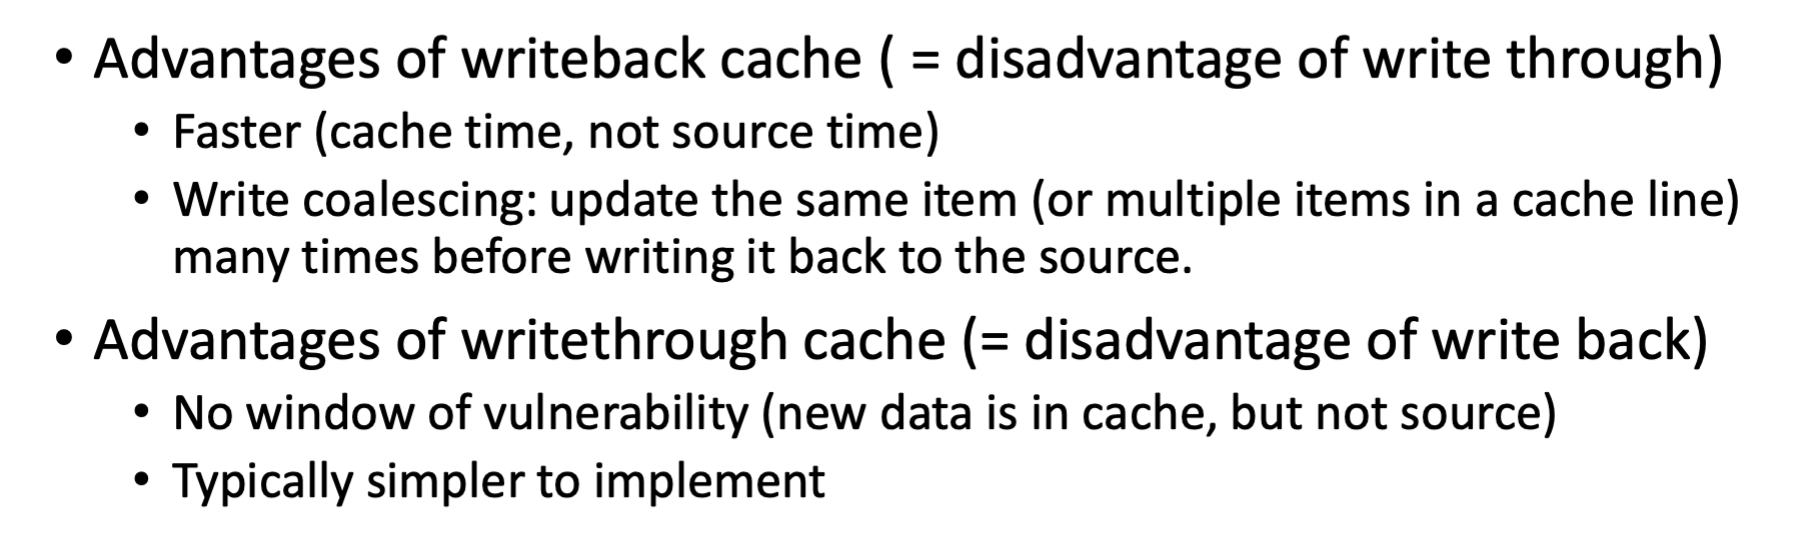 • Advantages of writeback cache ( = disadvantage of write through)
• Faster (cache time, not source time)
• Write coalescing: update the same item (or multiple items in a cache line)
many times before writing it back to the source.
• Advantages of writethrough cache (= disadvantage of write back)
• No window of vulnerability (new data is in cache, but not source)
• Typically simpler to implement